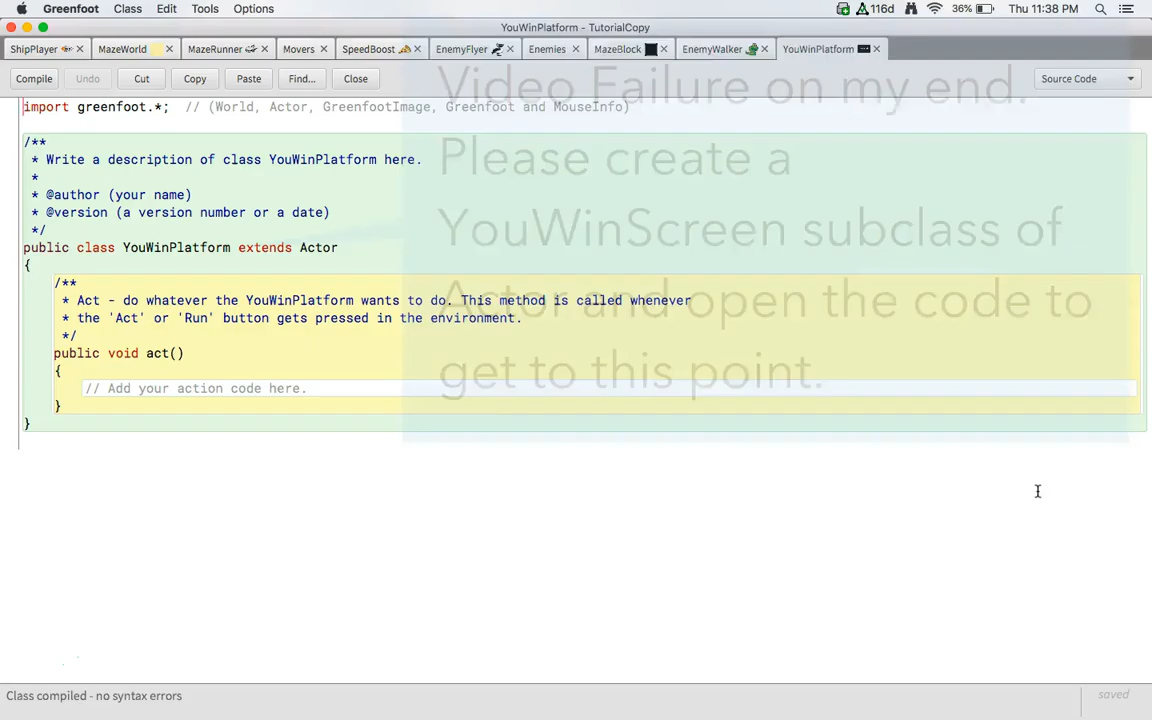 Greenfoot Class Edit Tools Options 116d 36% Thu 11:38 PM
YouWinPlatform - TutorialCopy
ShipPlayer MazeWorld MazeRunner Movers SpeedBoost EnemyFlyer Enemies MazeBlock EnemyWalker YouWinPlatform
Compile Undo Cut Copy Paste Find... Close Source Code
import greenfoot.*; // (World, Actor, GreenfootImage, Greenfoot and MouseInfo)
/**
* Write a description of class YouWinPlatform here.
*
* @author (your name)
* @version (a version number or a date)
*/
public class YouWinPlatform extends Actor
{
/**
* Act - do whatever the YouWinPlatform wants to do. This method is called whenever
* the 'Act' or 'Run' button gets pressed in the environment.
*/
public void act()
{
// Add your action code here.
}
}
Video Failure on my end.
Please create a
YouWinScreen subclass of
Actor and open the code to
get to this point.
Class compiled - no syntax errors saved